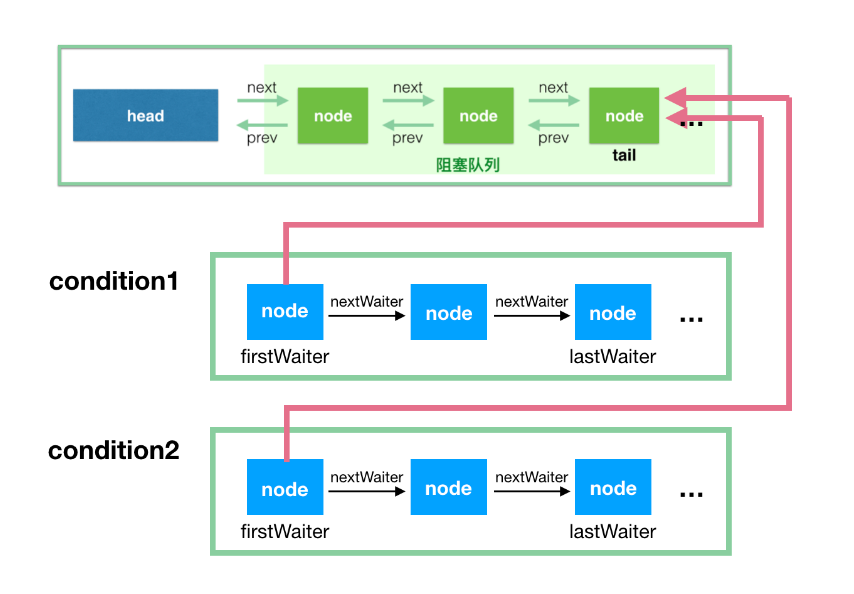 next next next
head node node node ...
prev prev prev
tail
阻塞队列
condition1
node nextWaiter node nextWaiter node ...
firstWaiter lastWaiter
condition2
node nextWaiter node nextWaiter node ...
firstWaiter lastWaiter